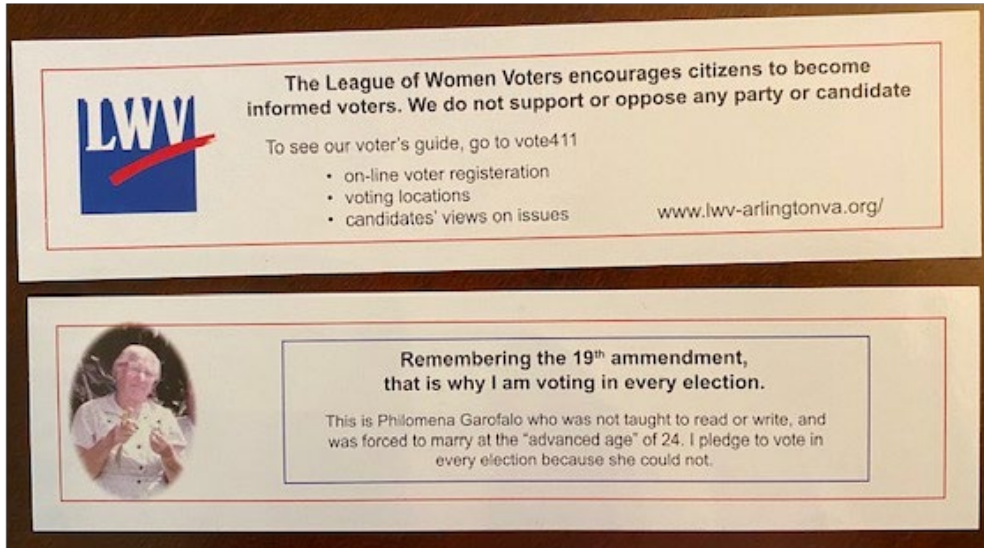 LWV
The League of Women Voters encourages citizens to become
informed voters. We do not support or oppose any party or candidate
To see our voter's guide, go to vote411
• on-line voter registeration
• voting locations
• candidates' views on issues
www.lwv-arlingtonva.org/
Remembering the 19th ammendment,
that is why I am voting in every election.
This is Philomena Garofalo who was not taught to read or write, and
was forced to marry at the "advanced age" of 24. I pledge to vote in
every election because she could not.